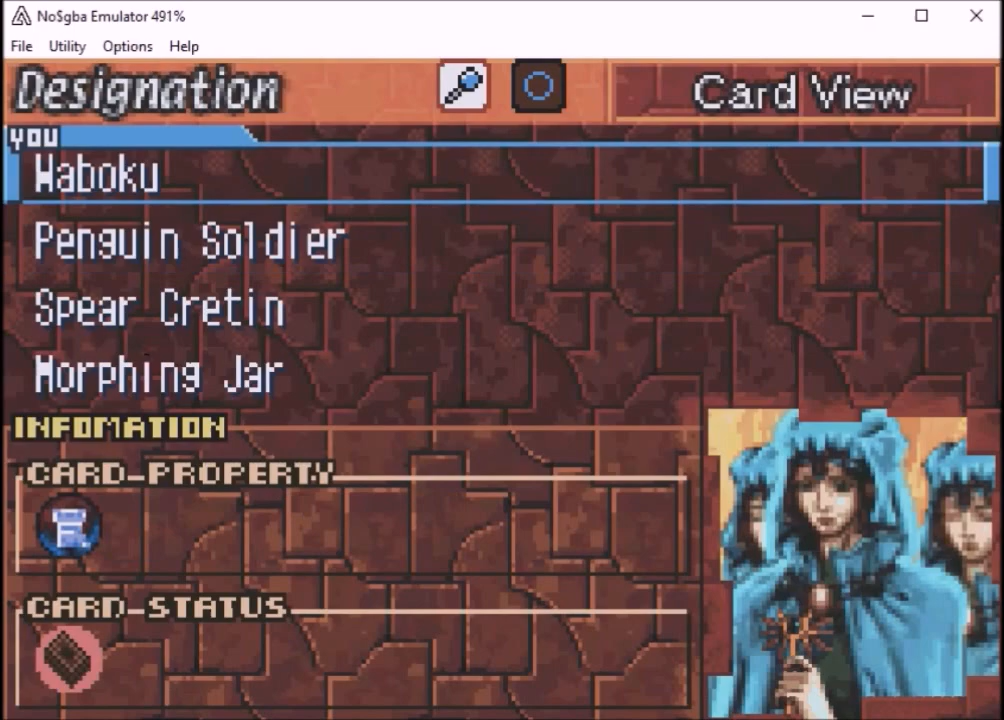 No$gba Emulator 491%
File Utility Options Help
Designation
Card View
YOU
Waboku
Penguin Soldier
Spear Cretin
Morphing Jar
INFOMATION
CARD-PROPERTY
CARD-STATUS